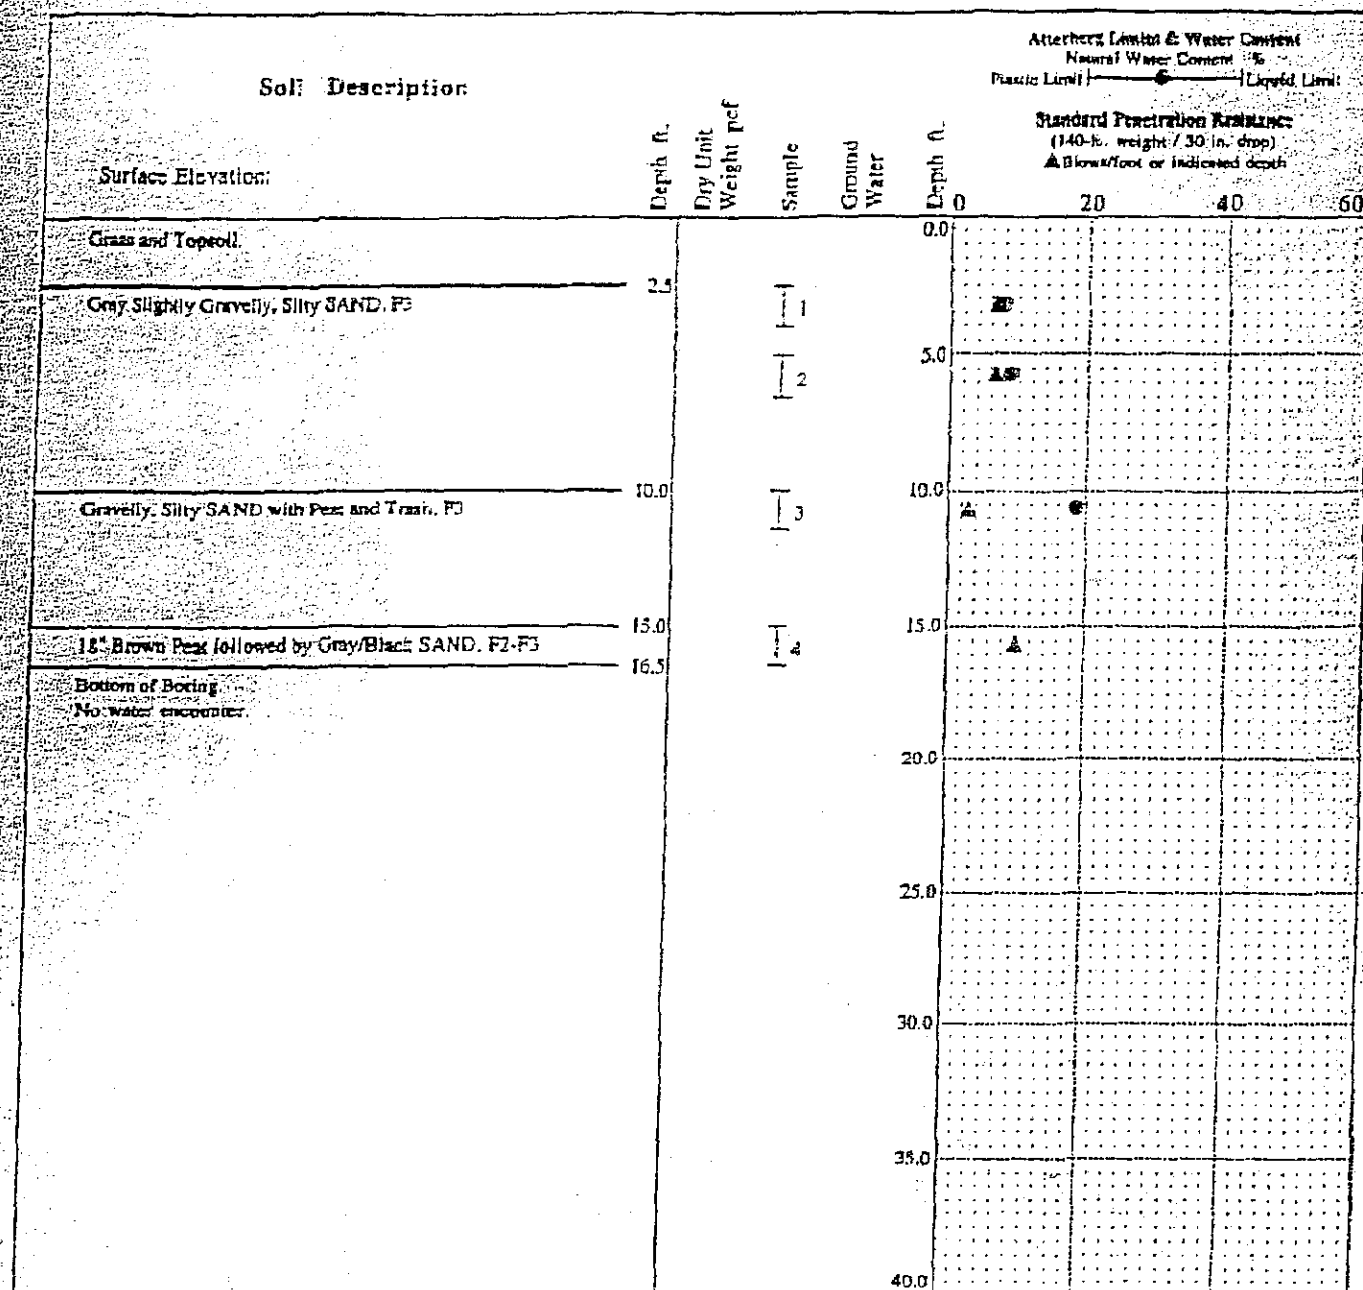 Soil Description
Surface Elevation:
Depth ft.
Dry Unit
Weight pcf
Sample
Ground
Water
Depth ft.
Atterberg Limits & Water Content
Natural Water Content %
Plastic Limit
Liquid Limit
Standard Penetration Resistance
(140-lb. weight / 30 in. drop)
▲ Blows/foot or indicated depth
0 20 40 60
0.0
Grass and Topsoil.
2.5
Gray Slightly Gravelly, Silty SAND, F3
1
5.0
2
10.0
10.0
Gravelly, Silty SAND with Peat and Trash, F3
3
15.0
15.0
18" Brown Peat followed by Gray/Black SAND, F2-F3
16.5
Bottom of Boring
No water encounter.
20.0
25.0
30.0
35.0
40.0